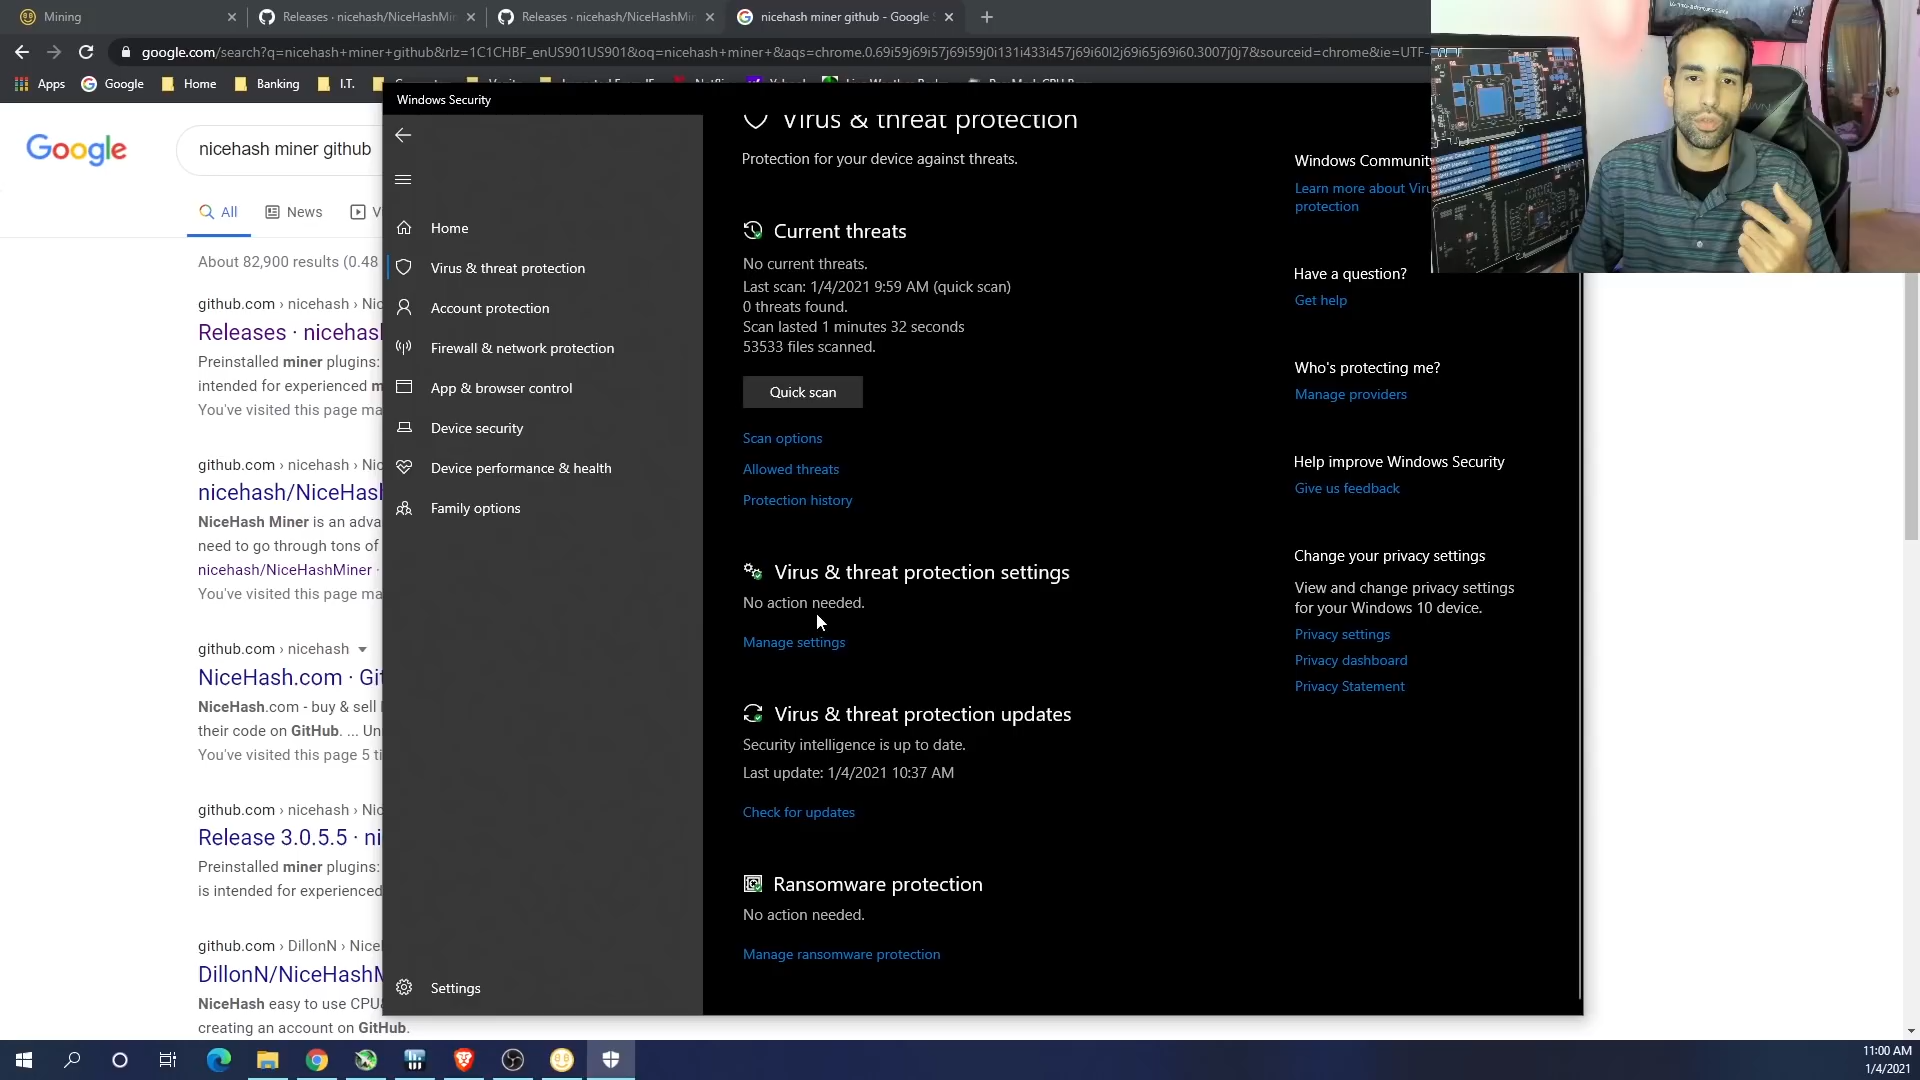 Mining
Releases · nicehash/NiceHashMin
Releases · nicehash/NiceHashMin
nicehash miner github - Google S
google.com/search?q=nicehash+miner+github&rlz=1C1CHBF_enUS901US901&oq=nicehash+miner+&aqs=chrome.0.69i59j69i57j69i59j0i131i433i457j69i60l2j69i65j69i60.3007j0j7&sourceid=chrome&ie=UTF-
Apps
Google
Home
Banking
I.T.
Google
nicehash miner github
All
News
V
About 82,900 results (0.48
github.com › nicehash › Nic
Releases · nicehash
Preinstalled miner plugins:
intended for experienced m
You've visited this page ma
github.com › nicehash › Nic
nicehash/NiceHash
NiceHash Miner is an adva
need to go through tons of
nicehash/NiceHashMiner ·
You've visited this page ma
github.com › nicehash
NiceHash.com · Git
NiceHash.com - buy & sell
their code on GitHub. ... Un
You've visited this page 5 ti
github.com › nicehash › Nic
Release 3.0.5.5 · ni
Preinstalled miner plugins:
is intended for experienced
github.com › DillonN › Nicel
DillonN/NiceHashM
NiceHash easy to use CPU&
creating an account on GitHub.
Windows Security
Home
Virus & threat protection
Account protection
Firewall & network protection
App & browser control
Device security
Device performance & health
Family options
Settings
Virus & threat protection
Protection for your device against threats.
Current threats
No current threats.
Last scan: 1/4/2021 9:59 AM (quick scan)
0 threats found.
Scan lasted 1 minutes 32 seconds
53533 files scanned.
Quick scan
Scan options
Allowed threats
Protection history
Virus & threat protection settings
No action needed.
Manage settings
Virus & threat protection updates
Security intelligence is up to date.
Last update: 1/4/2021 10:37 AM
Check for updates
Ransomware protection
No action needed.
Manage ransomware protection
Windows Community
Learn more about Viru
protection
Have a question?
Get help
Who's protecting me?
Manage providers
Help improve Windows Security
Give us feedback
Change your privacy settings
View and change privacy settings
for your Windows 10 device.
Privacy settings
Privacy dashboard
Privacy Statement
11:00 AM
1/4/2021